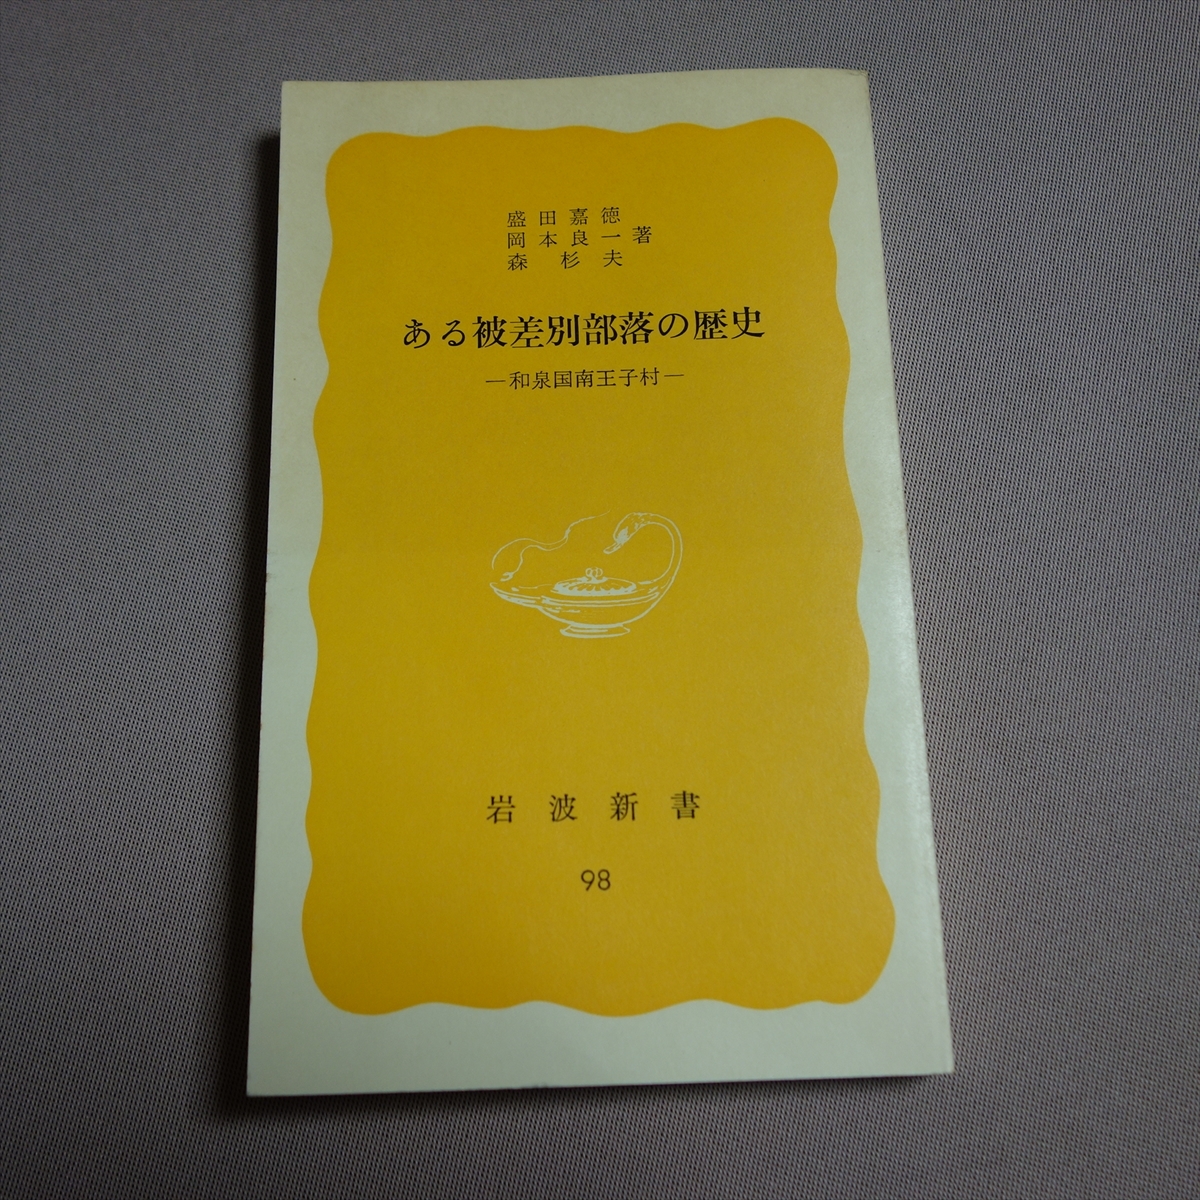 盛田嘉徳
岡本良一著
森杉夫
ある被差別部落の歴史
—和泉国南王子村—
岩波新書
98